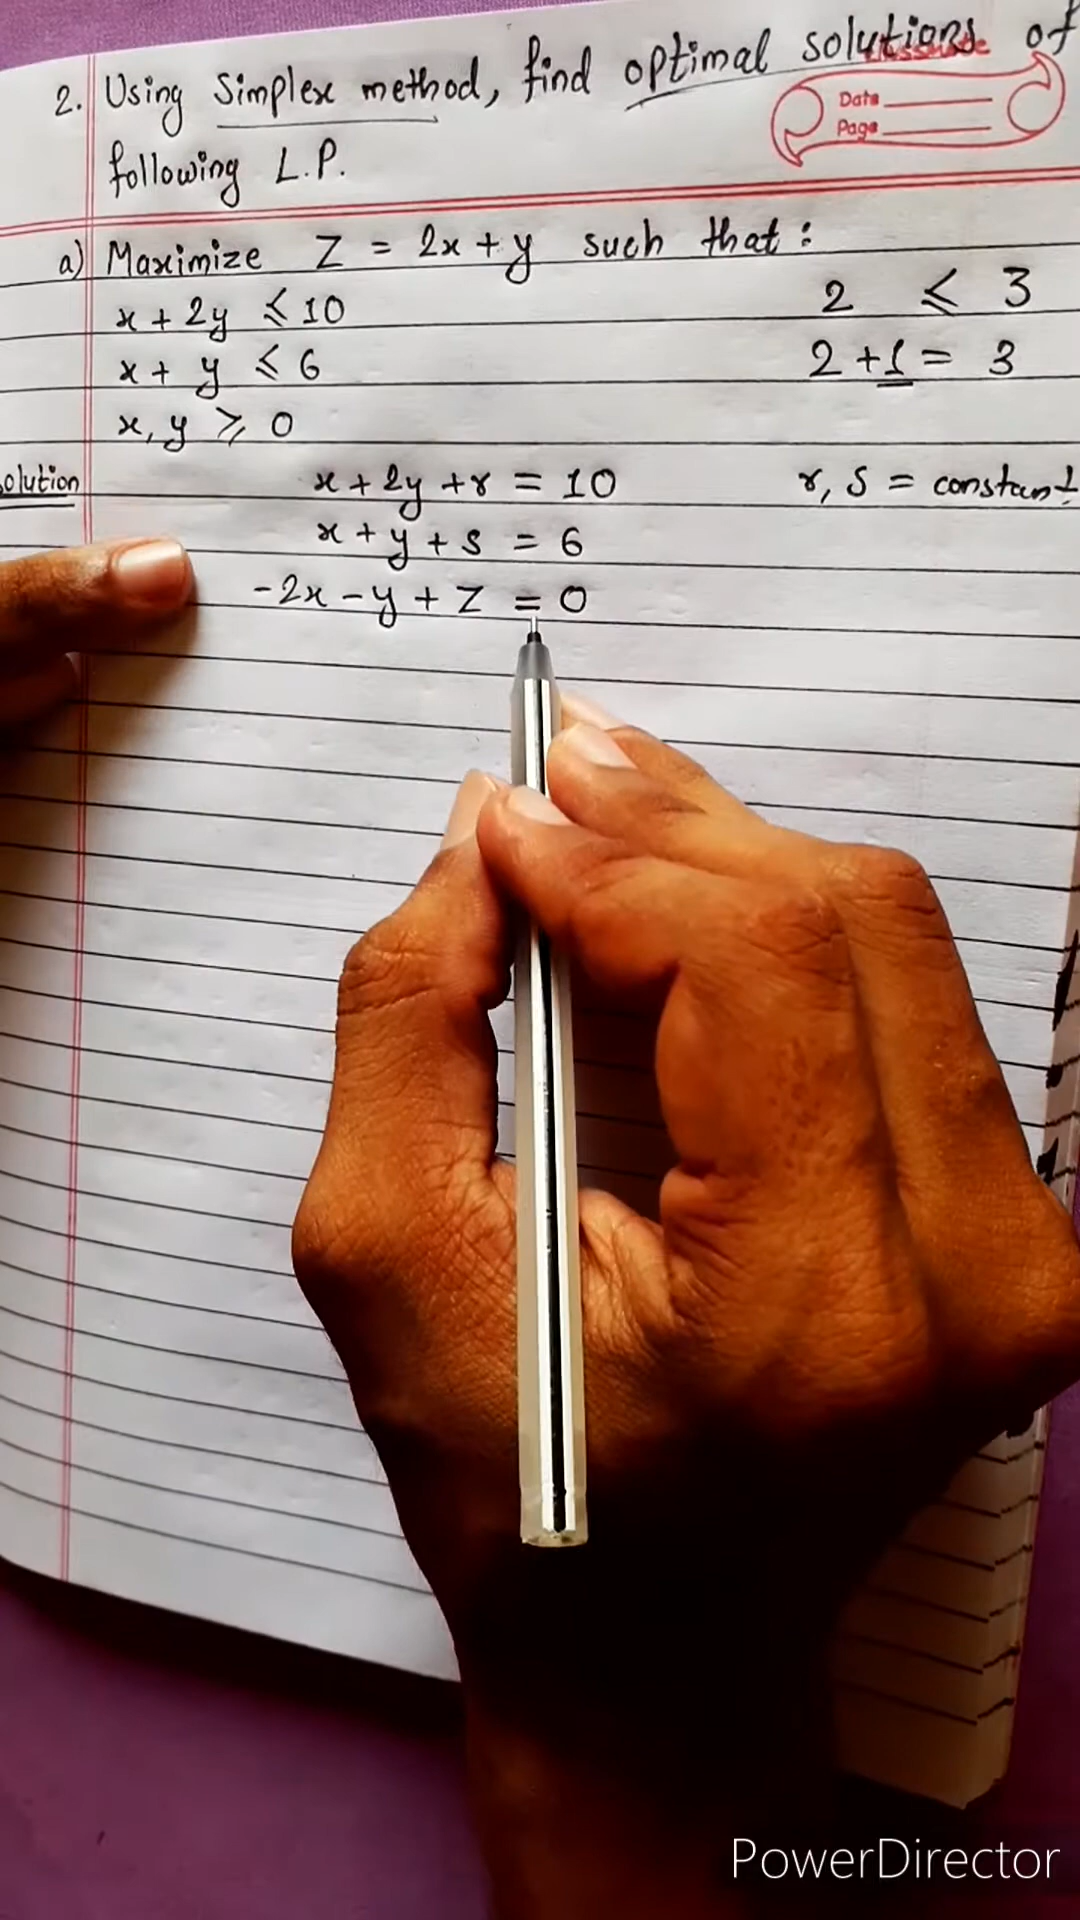 2. Using Simplex method, find optimal solutions of
Date
Page
following L.P.
a) Maximize Z = 2x + y such that :
x + 2y ⩽ 10
2 ⩽ 3
x + y ⩽ 6
2 + 1 = 3
x, y ⩾ 0
olution
x + 2y + r = 10
r, s = constant
x + y + s = 6
-2x - y + Z = 0
PowerDirector